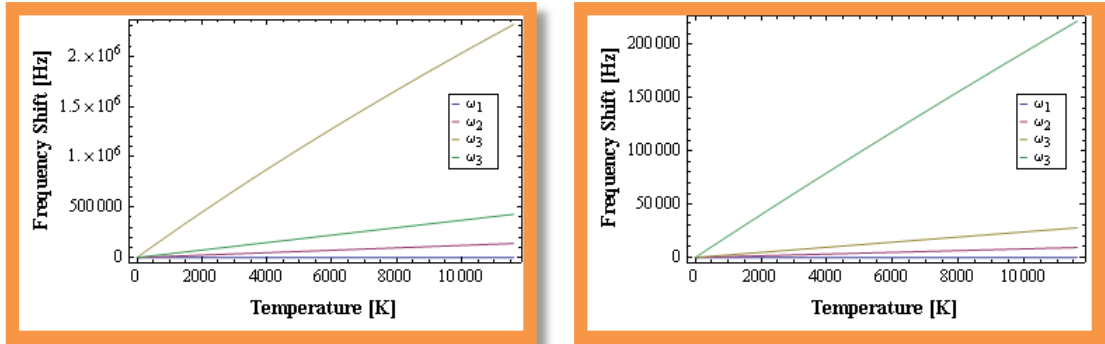 Frequency Shift [Hz]
2. × 10⁶
1.5 × 10⁶
1. × 10⁶
500 000
0
0 2000 4000 6000 8000 10 000
Temperature [K]
ω₁
ω₂
ω₃
ω₃
Frequency Shift [Hz]
200 000
150 000
100 000
50 000
0
0 2000 4000 6000 8000 10 000
Temperature [K]
ω₁
ω₂
ω₃
ω₃